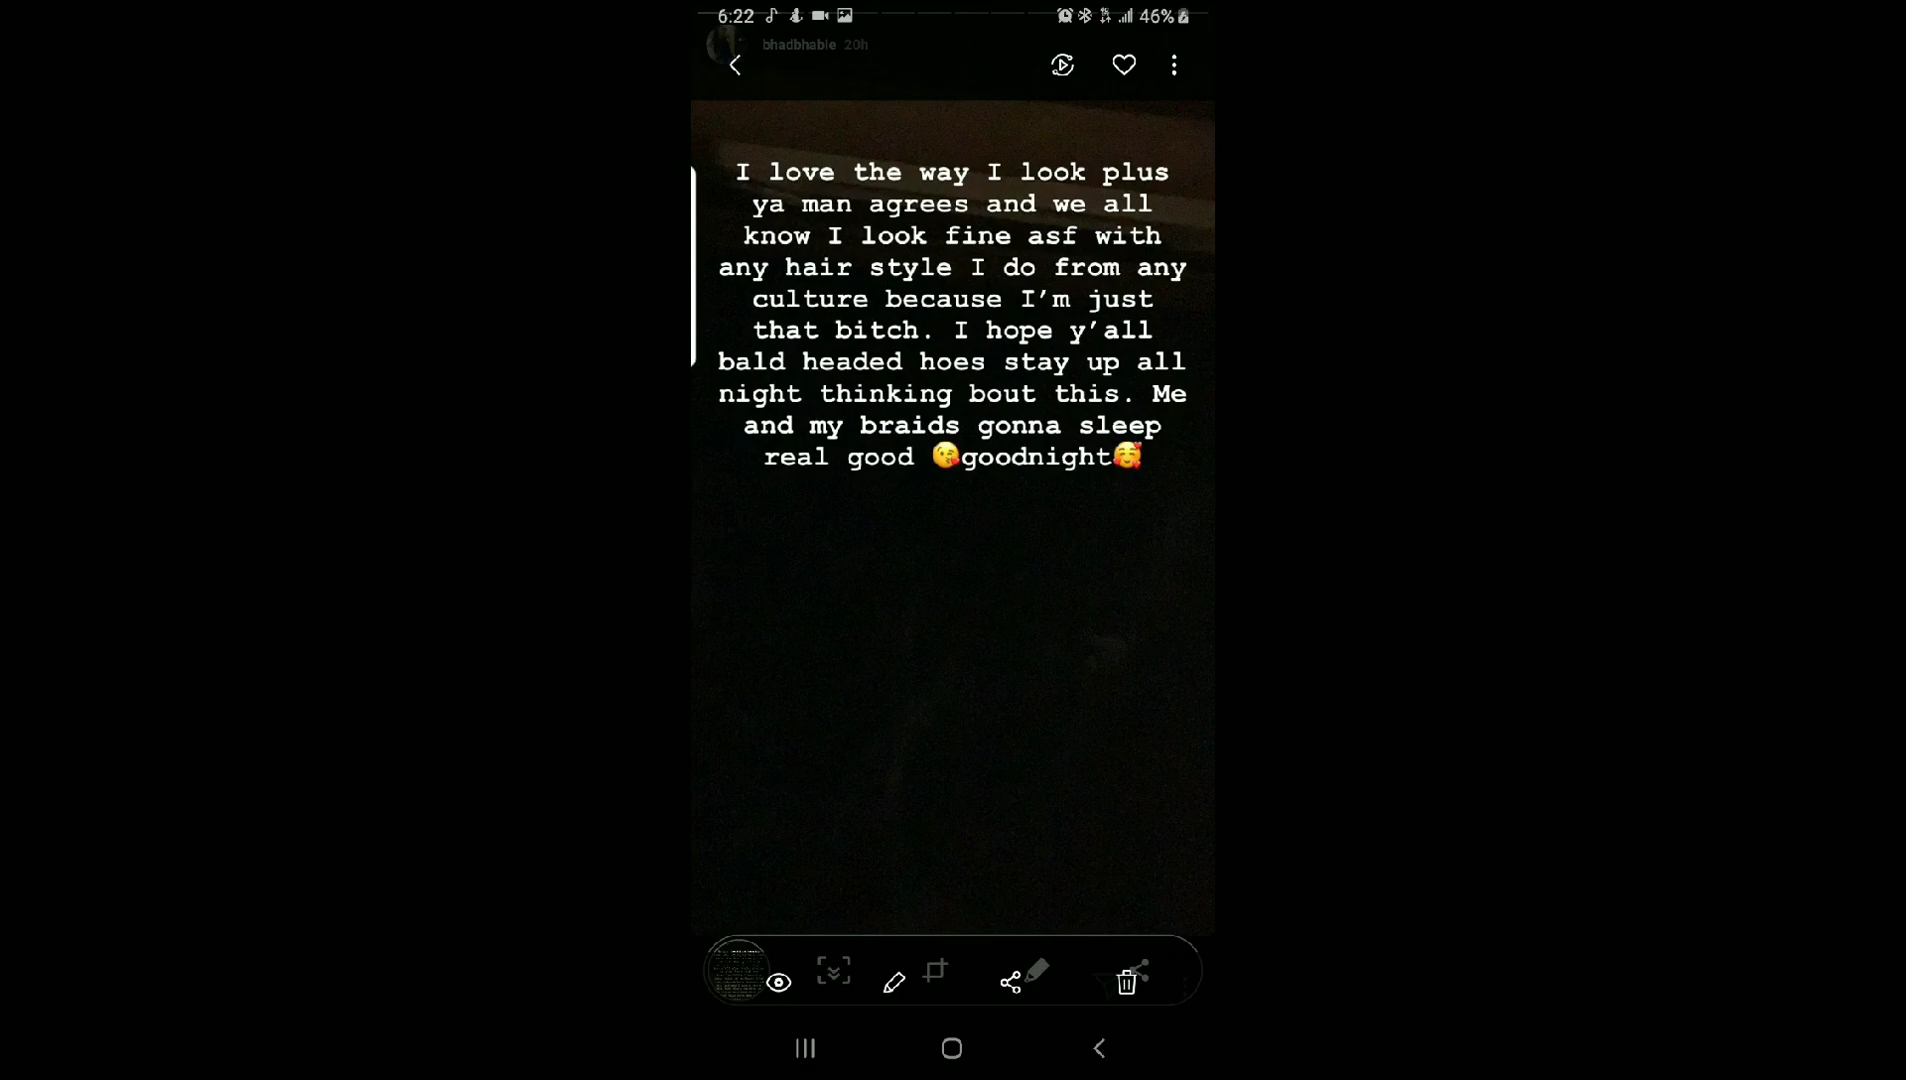 6:22 46%
bhadbhabie 20h
I love the way I look plus
ya man agrees and we all
know I look fine asf with
any hair style I do from any
culture because I’m just
that bitch. I hope y’all
bald headed hoes stay up all
night thinking bout this. Me
and my braids gonna sleep
real good 😘goodnight🥰